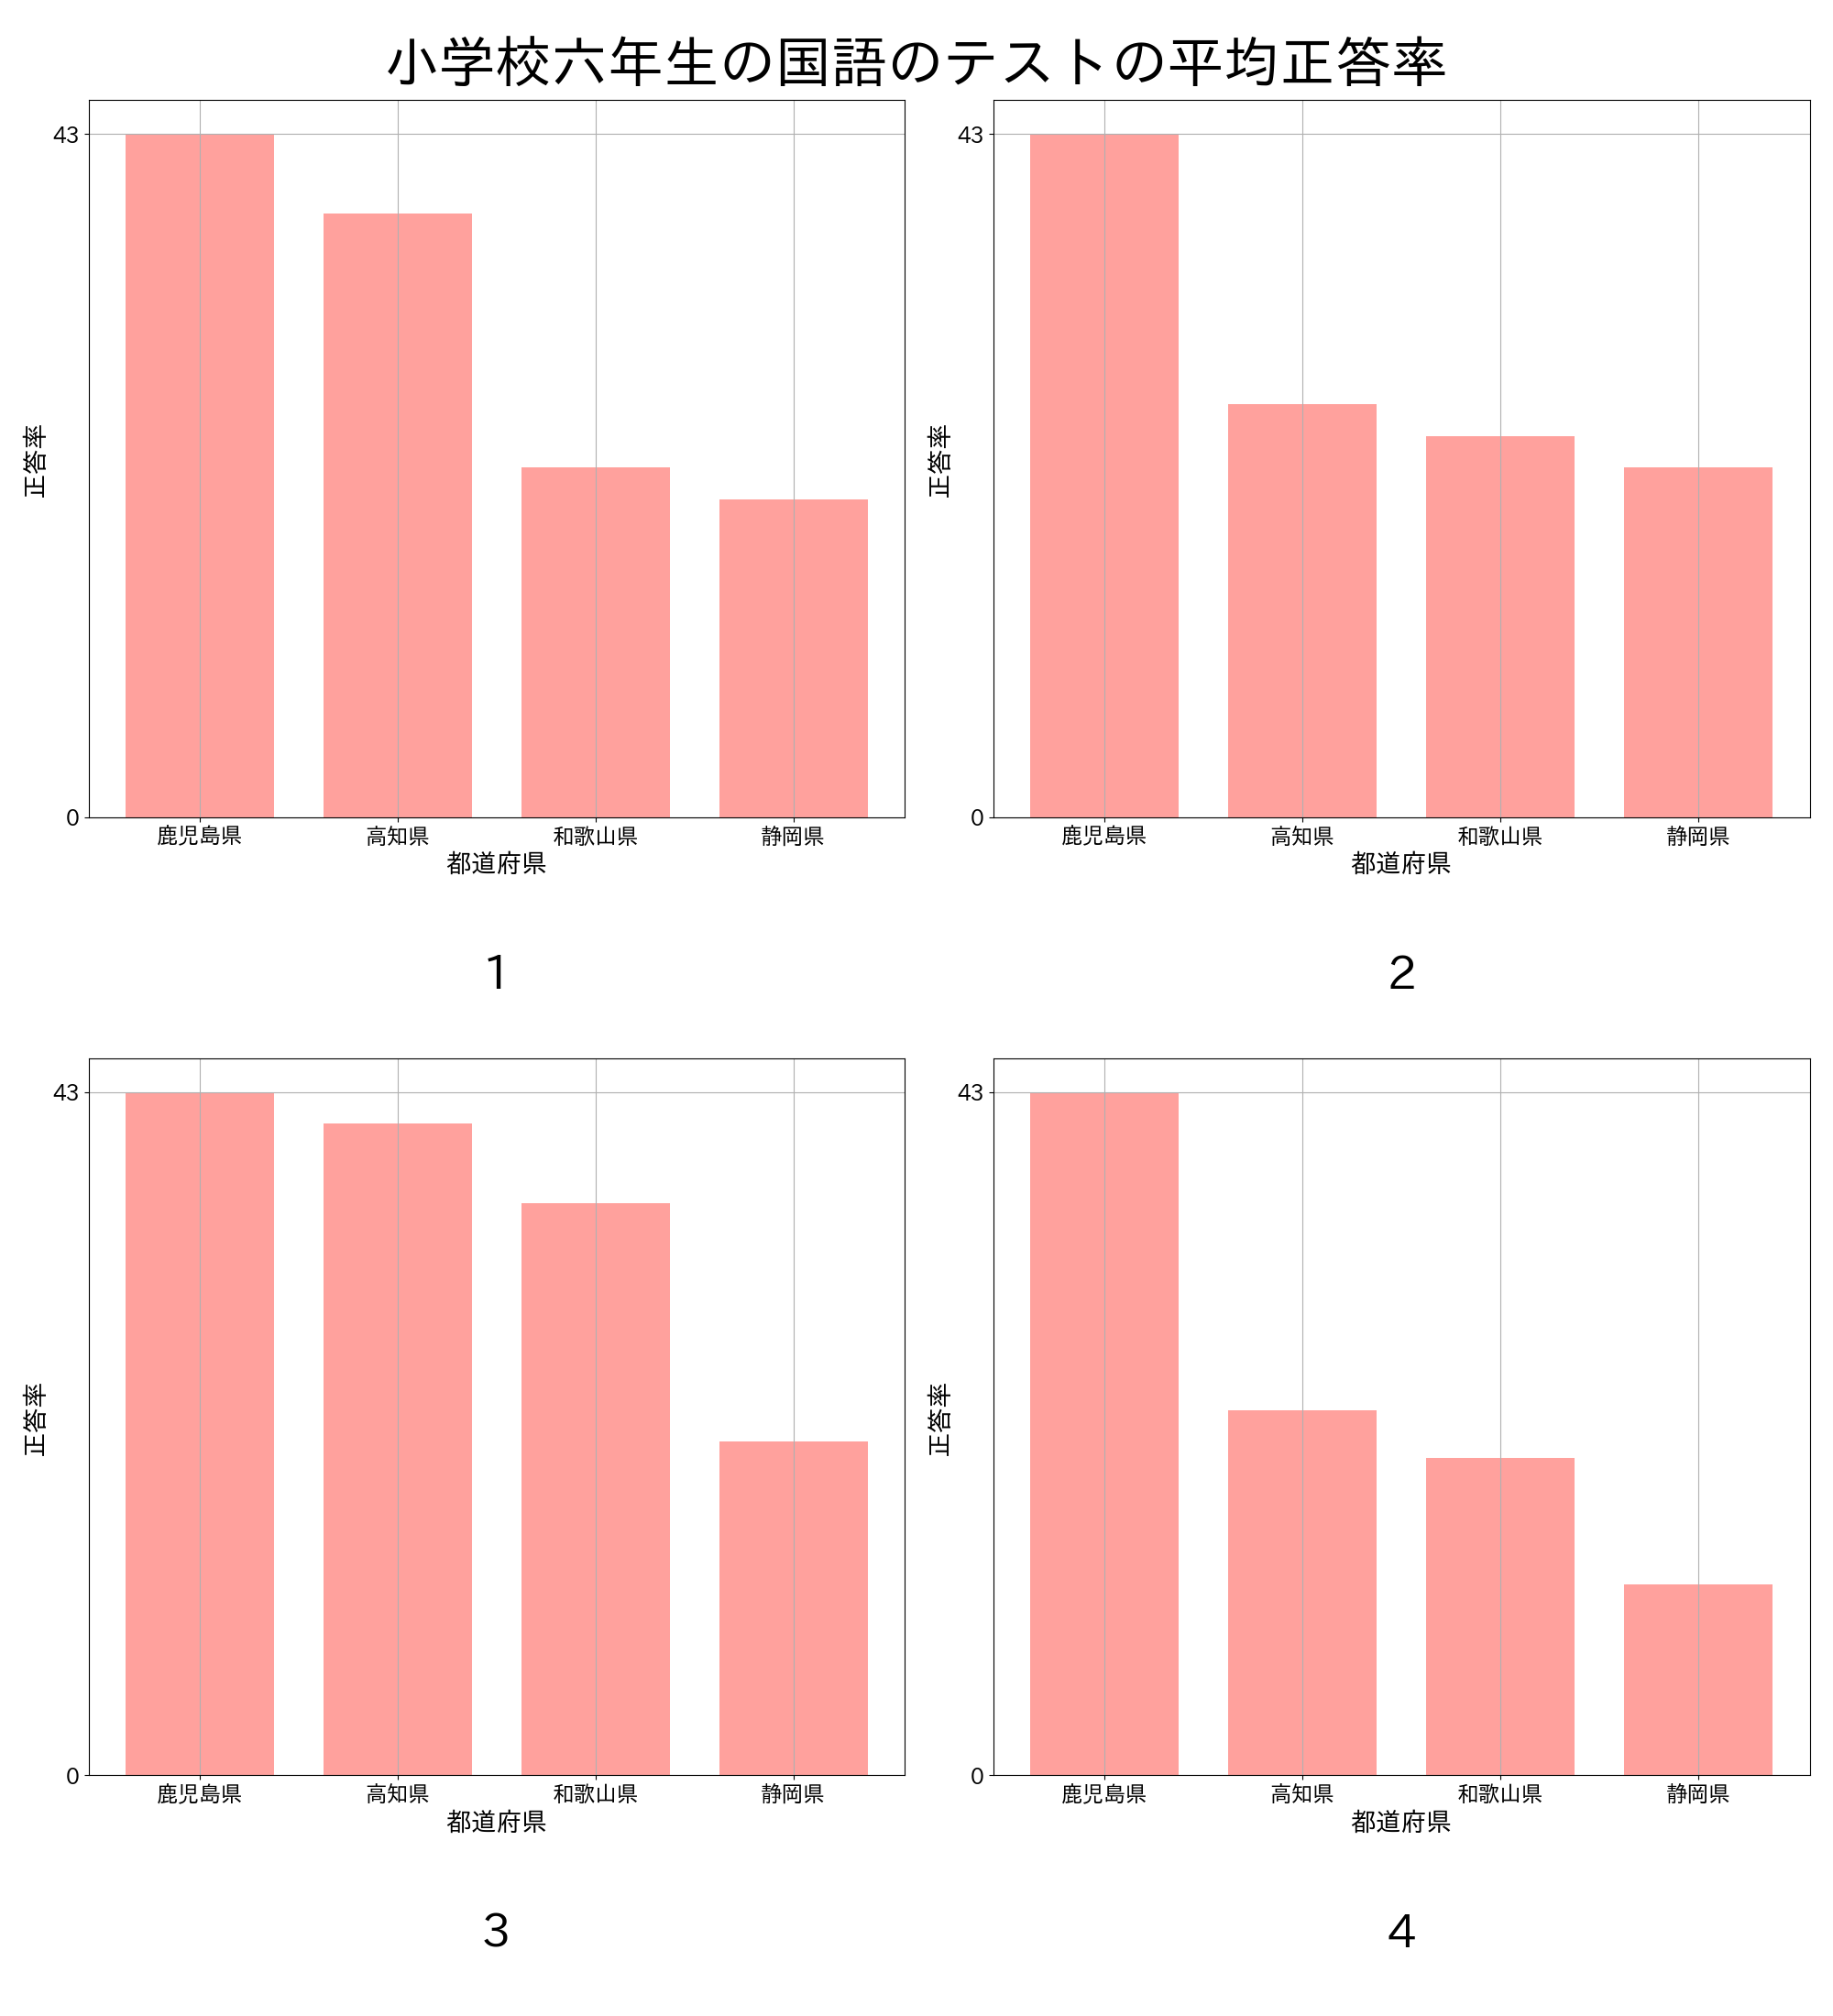 小学校六年生の国語のテストの平均正答率
43
0
正答率
鹿児島県 高知県 和歌山県 静岡県
都道府県
1
43
0
正答率
鹿児島県 高知県 和歌山県 静岡県
都道府県
2
43
0
正答率
鹿児島県 高知県 和歌山県 静岡県
都道府県
3
43
0
正答率
鹿児島県 高知県 和歌山県 静岡県
都道府県
4